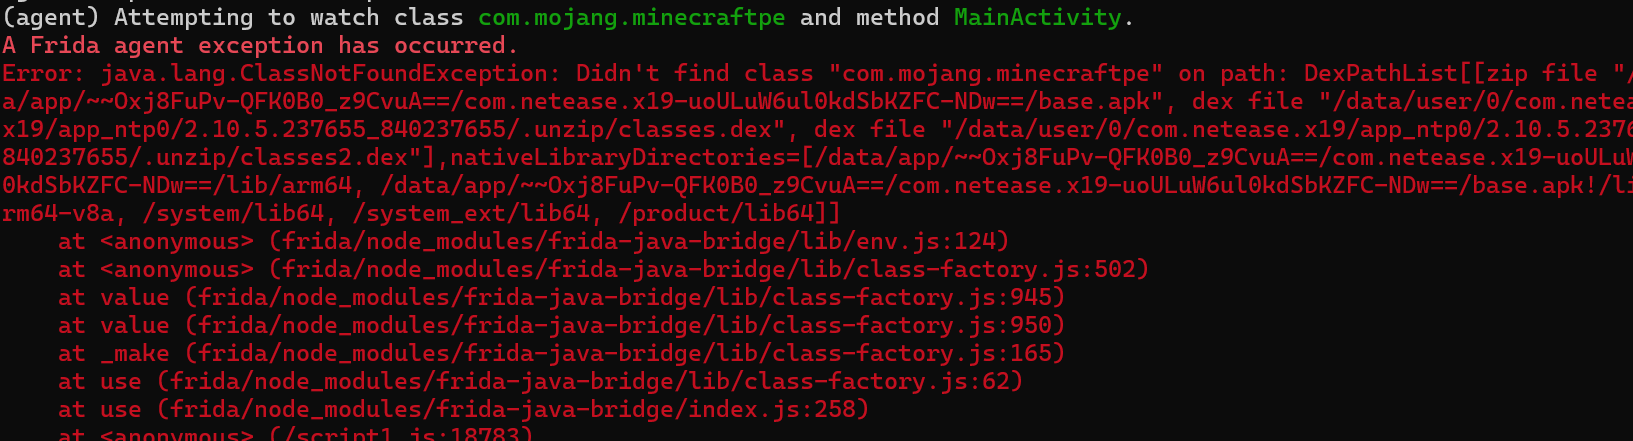 (agent) Attempting to watch class com.mojang.minecraftpe and method MainActivity.
A Frida agent exception has occurred.
Error: java.lang.ClassNotFoundException: Didn't find class "com.mojang.minecraftpe" on path: DexPathList[[zip file "/
a/app/~~Oxj8FuPv-QFK0B0_z9CvuA==/com.netease.x19-uoULuW6ul0kdSbKZFC-NDw==/base.apk", dex file "/data/user/0/com.netea
x19/app_ntp0/2.10.5.237655_840237655/.unzip/classes.dex", dex file "/data/user/0/com.netease.x19/app_ntp0/2.10.5.2376
840237655/.unzip/classes2.dex"],nativeLibraryDirectories=[/data/app/~~Oxj8FuPv-QFK0B0_z9CvuA==/com.netease.x19-uoULuW
0kdSbKZFC-NDw==/lib/arm64, /data/app/~~Oxj8FuPv-QFK0B0_z9CvuA==/com.netease.x19-uoULuW6ul0kdSbKZFC-NDw==/base.apk!/li
rm64-v8a, /system/lib64, /system_ext/lib64, /product/lib64]]
at <anonymous> (frida/node_modules/frida-java-bridge/lib/env.js:124)
at <anonymous> (frida/node_modules/frida-java-bridge/lib/class-factory.js:502)
at value (frida/node_modules/frida-java-bridge/lib/class-factory.js:945)
at value (frida/node_modules/frida-java-bridge/lib/class-factory.js:950)
at _make (frida/node_modules/frida-java-bridge/lib/class-factory.js:165)
at use (frida/node_modules/frida-java-bridge/lib/class-factory.js:62)
at use (frida/node_modules/frida-java-bridge/index.js:258)
at <anonymous> (/script1.js:18783)